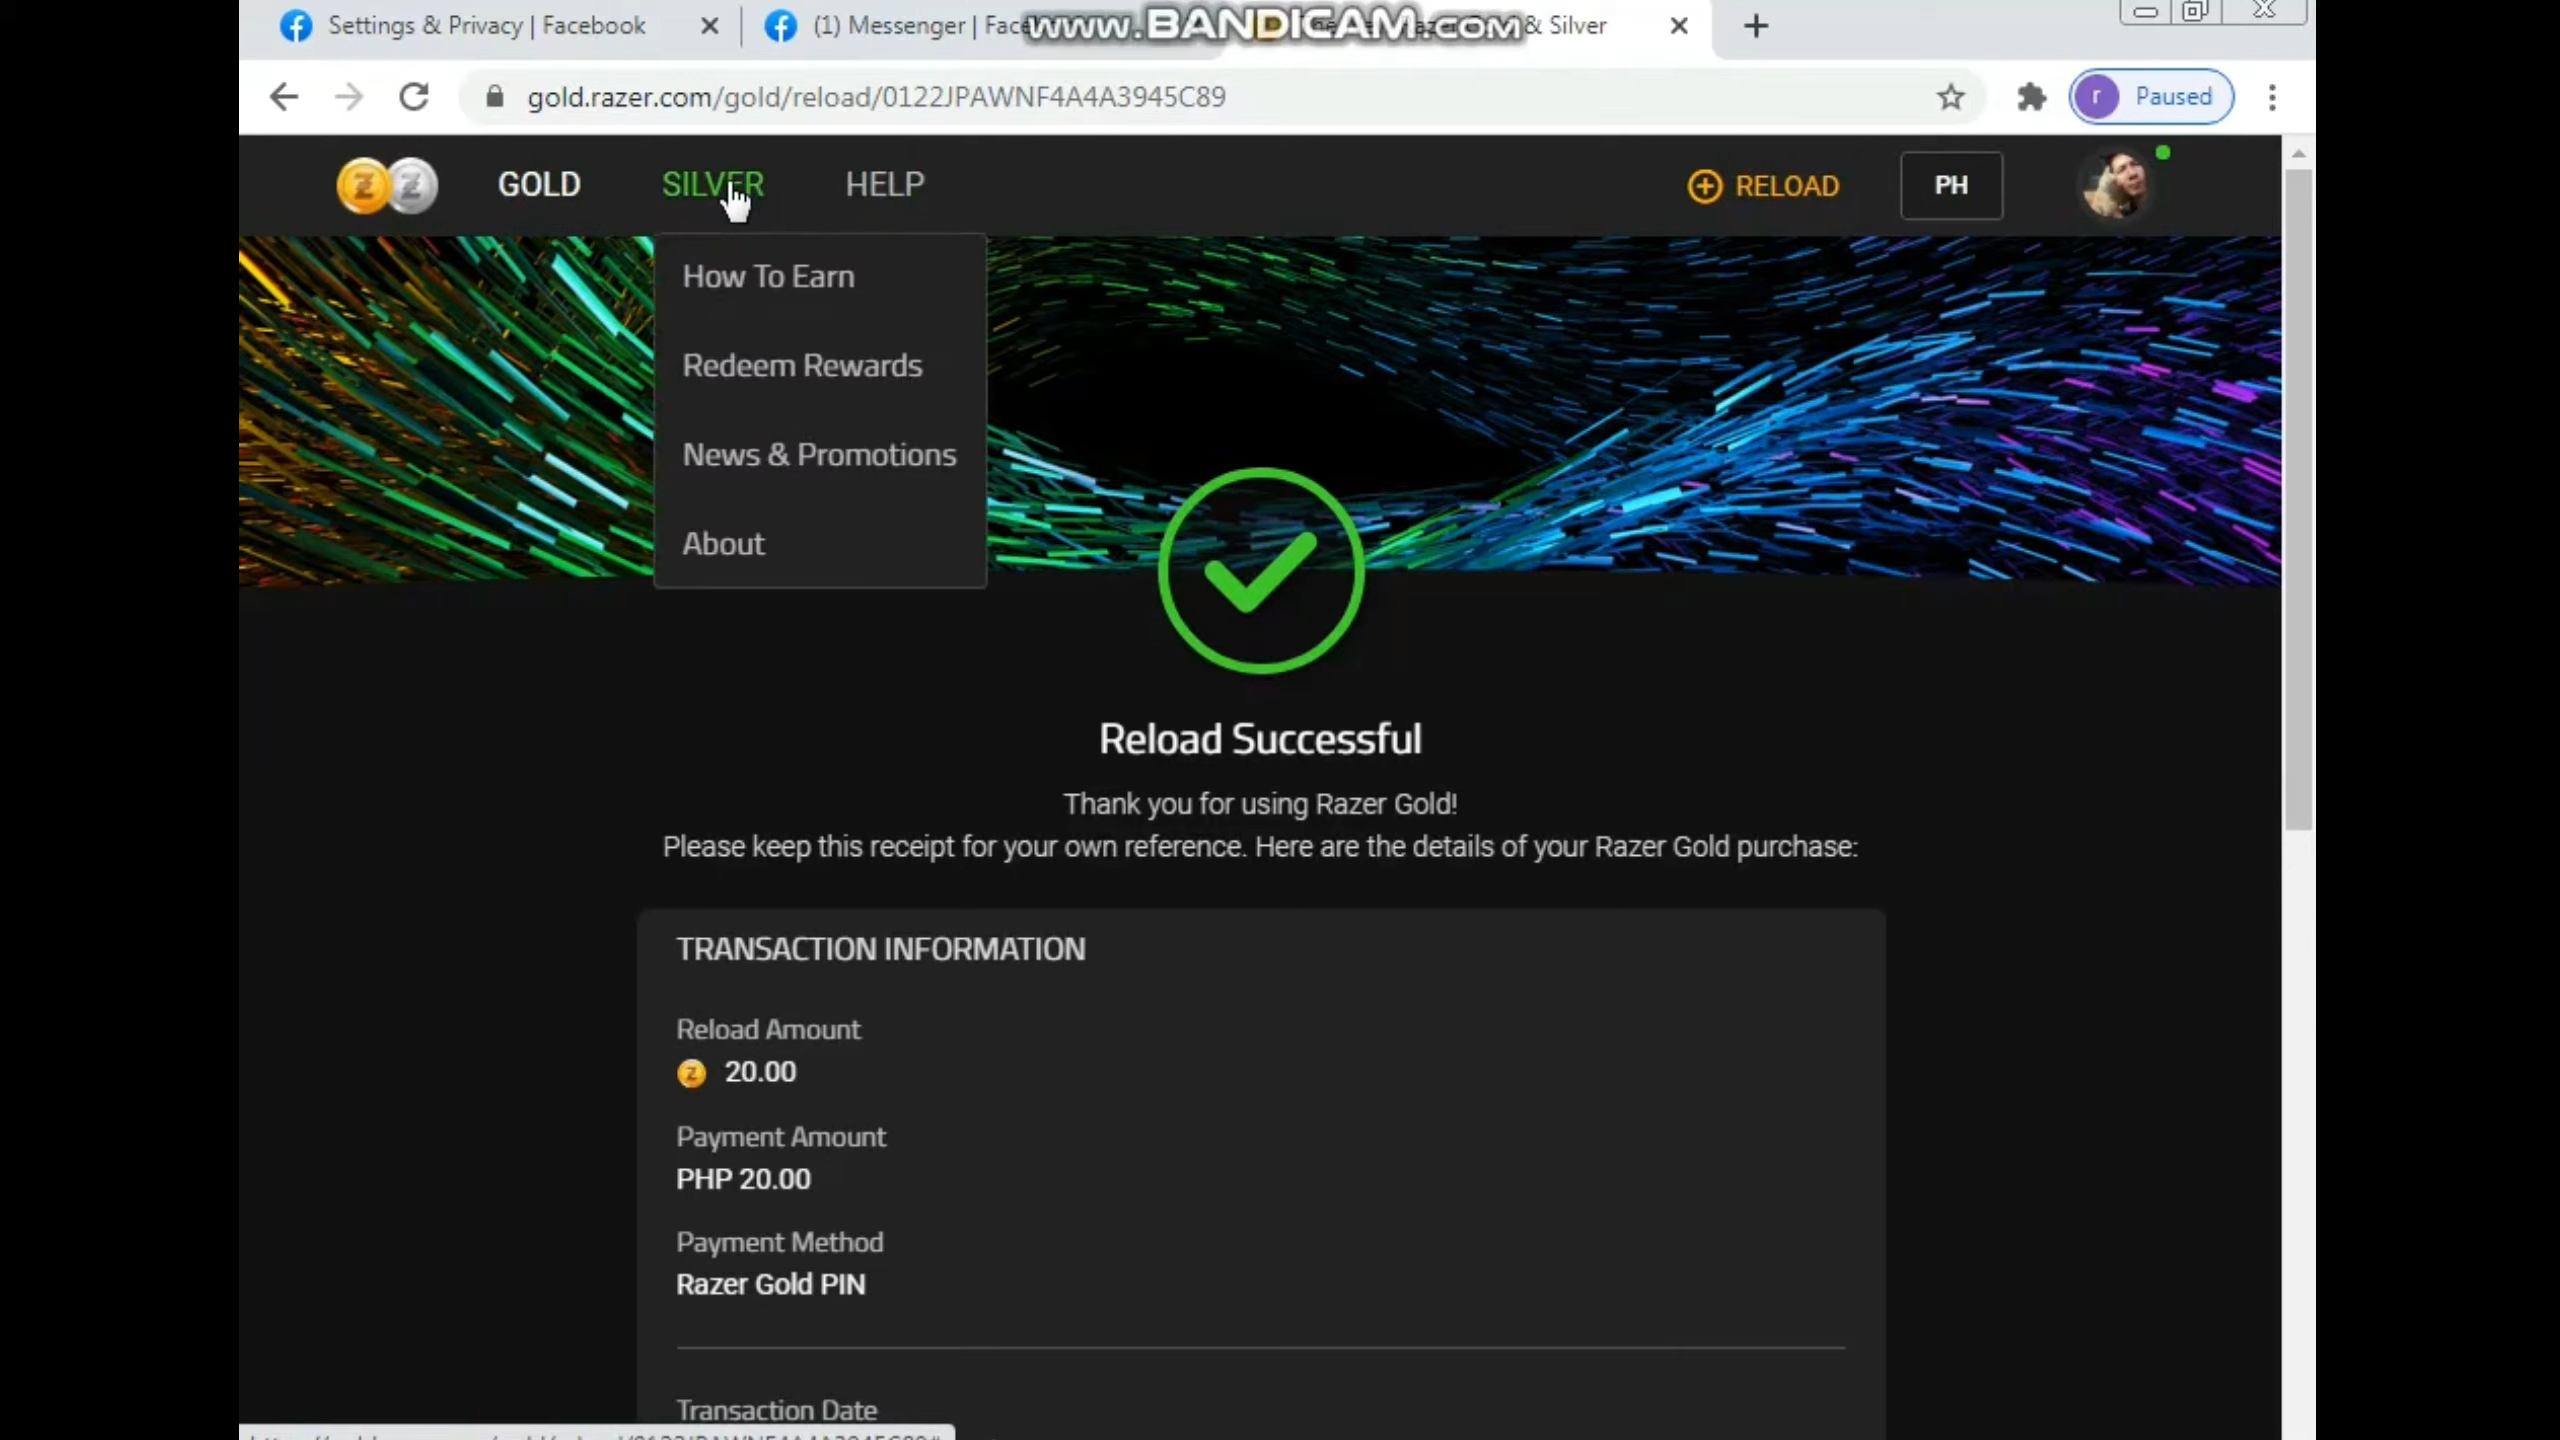 Settings & Privacy | Facebook
(1) Messenger | Face
www.BANDICAM.com
& Silver
gold.razer.com/gold/reload/0122JPAWNF4A4A3945C89
r
Paused
GOLD
SILVER
HELP
RELOAD
PH
How To Earn
Redeem Rewards
News & Promotions
About
Reload Successful
Thank you for using Razer Gold!
Please keep this receipt for your own reference. Here are the details of your Razer Gold purchase:
TRANSACTION INFORMATION
Reload Amount
20.00
Payment Amount
PHP 20.00
Payment Method
Razer Gold PIN
Transaction Date